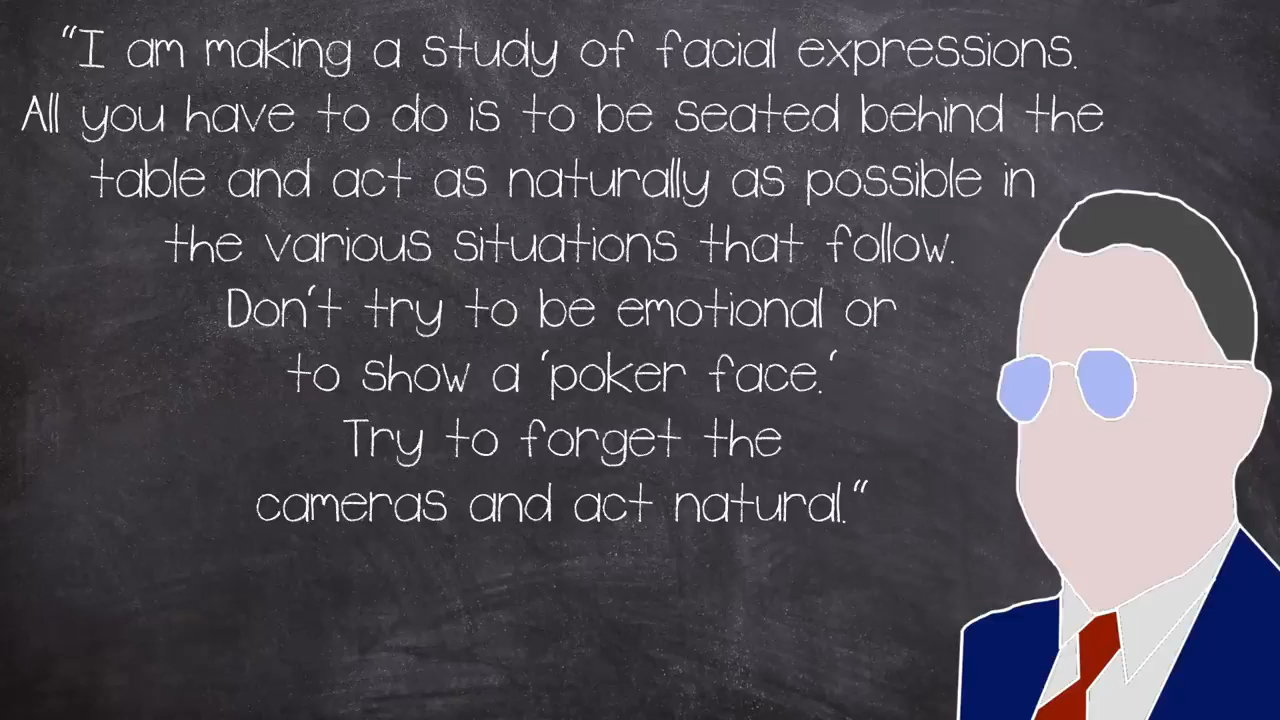 “I am making a study of facial expressions.
All you have to do is to be seated behind the
table and act as naturally as possible in
the various situations that follow.
Don't try to be emotional or
to show a 'poker face.'
Try to forget the
cameras and act natural.“